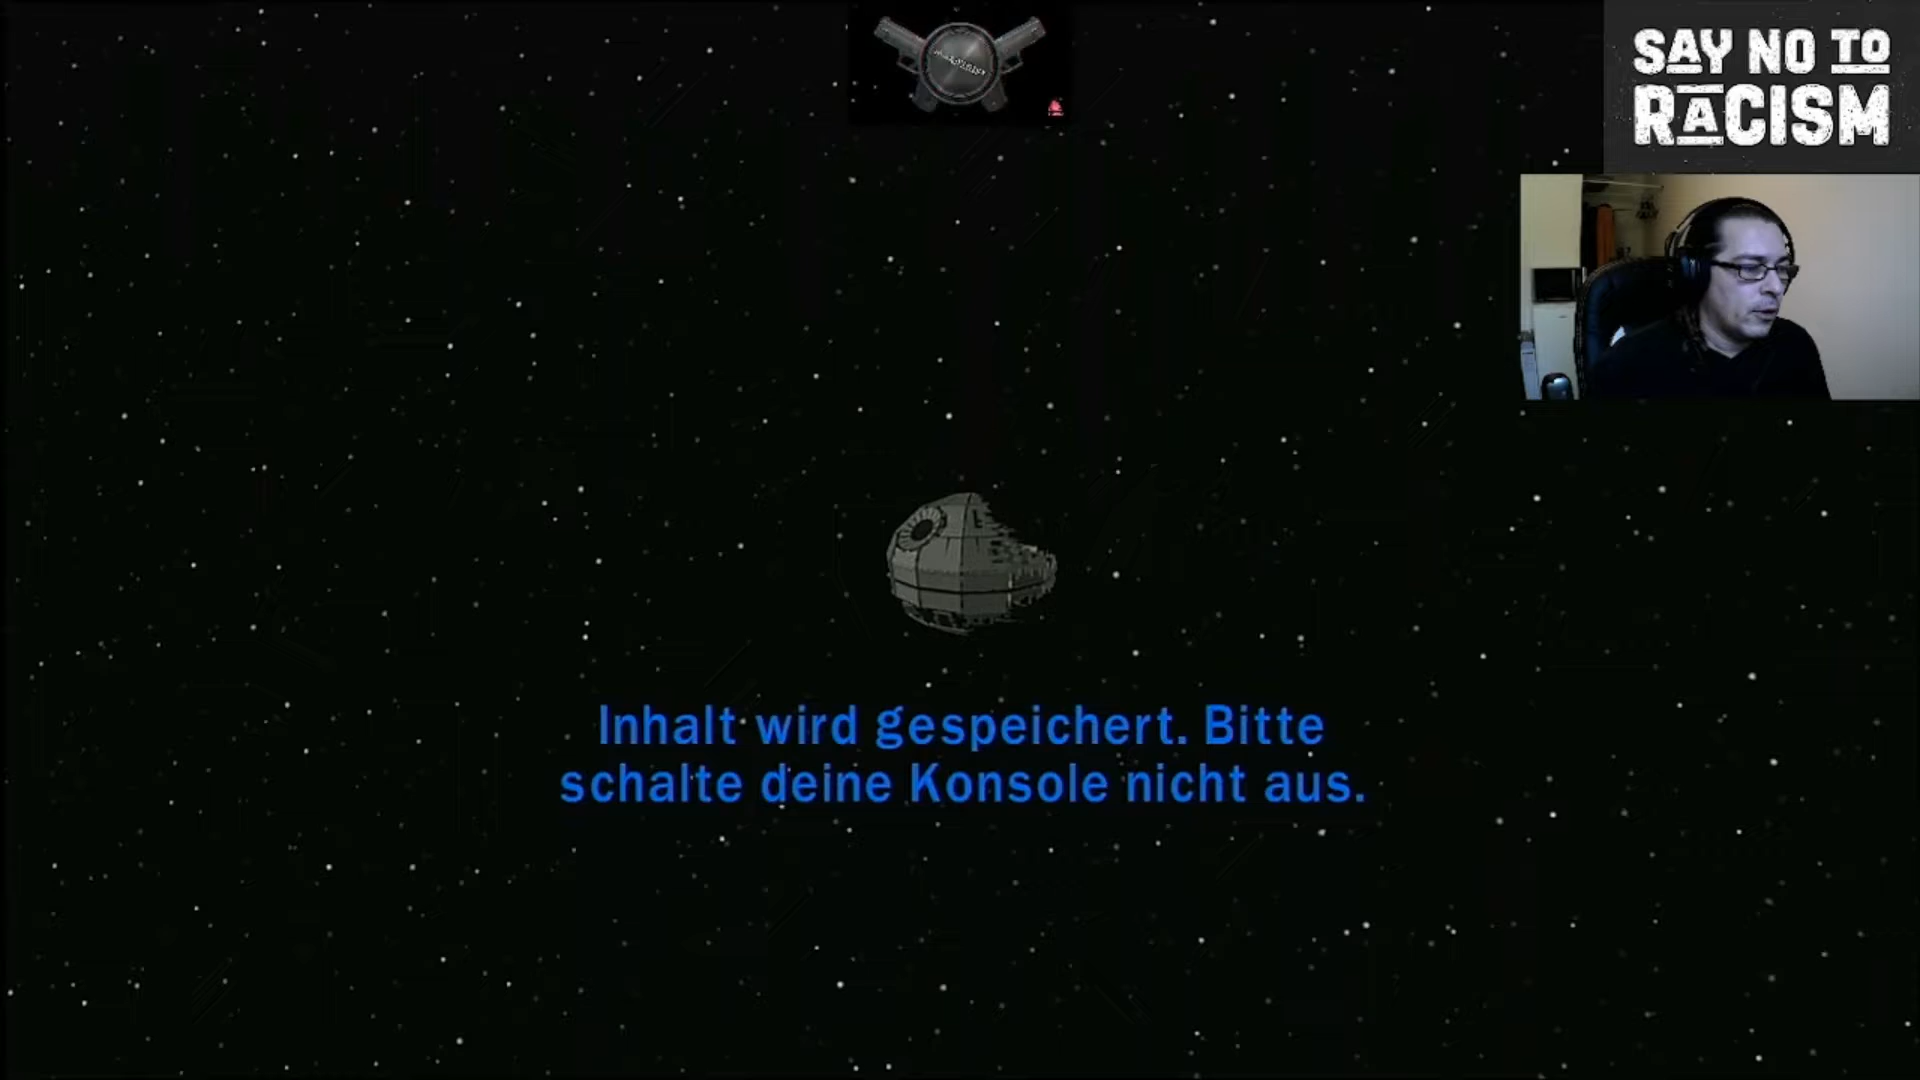 SAY NO TO
RACISM
Inhalt wird gespeichert. Bitte
schalte deine Konsole nicht aus.